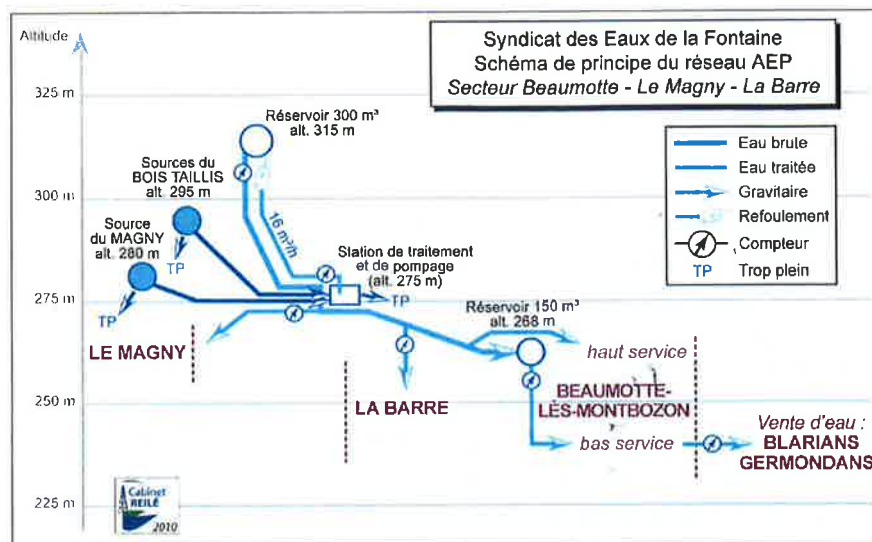 Altitude
Syndicat des Eaux de la Fontaine
Schéma de principe du réseau AEP
Secteur Beaumotte - Le Magny - La Barre
325 m
Réservoir 300 m³
alt. 315 m
Eau brute
Eau traitée
Gravitaire
Refoulement
Compteur
TP Trop plein
Sources du
BOIS TAILLIS
alt. 295 m
300 m
16 m³/h
Source
du MAGNY
alt. 280 m
TP
Station de traitement
et de pompage
(alt. 275 m)
TP
275 m
TP
Réservoir 150 m³
alt. 268 m
LE MAGNY
haut service
LA BARRE
BEAUMOTTE-
LÈS-MONTBOZON
250 m
bas service
Vente d'eau :
BLARIANS
GERMONDANS
225 m
Cabinet
REILÉ
2010